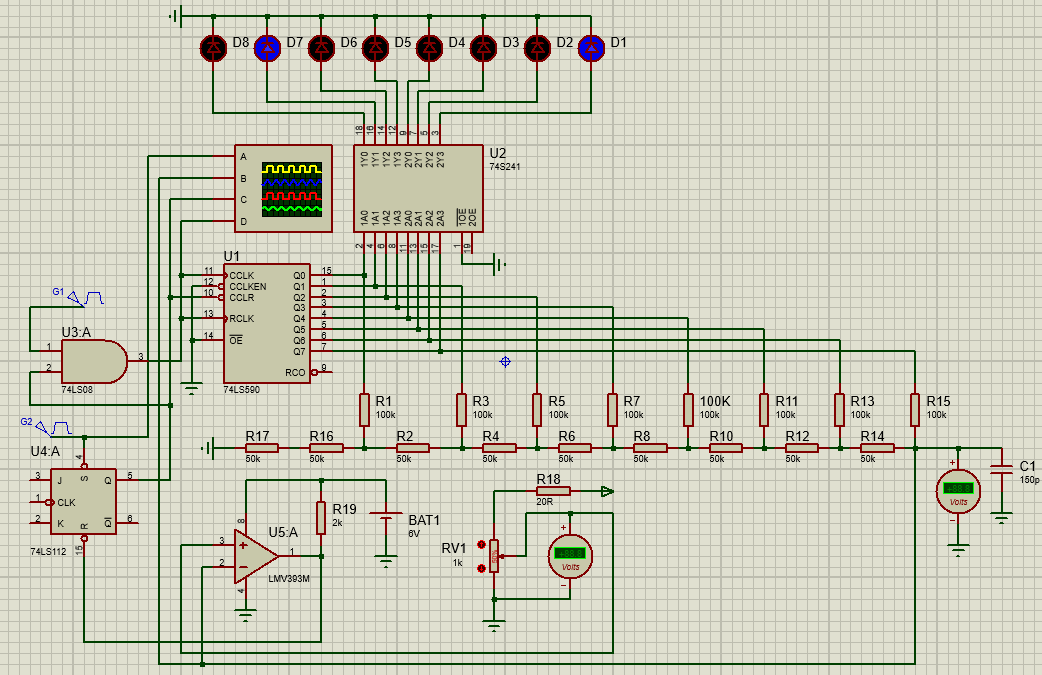 D8 D7 D6 D5 D4 D3 D2 D1
18 16 14 12 9 7 5 3
1Y0 1Y1 1Y2 1Y3 2Y0 2Y1 2Y2 2Y3
U2
74S241
A
B
C
D
1A0 1A1 1A2 1A3 2A0 2A1 2A2 2A3 1OE 2OE
2 4 6 8 11 13 15 17 1 19
U1
11 CCLK Q0 15
12 CCLKEN Q1 1
10 CCLR Q2 2
Q3 3
13 RCLK Q4 4
Q5 5
14 OE Q6 6
Q7 7
RCO 9
74LS590
G1
U3:A
1
2
3
74LS08
G2
U4:A
4
3 J S Q 5
1 CLK
2 K R Q 6
15
74LS112
R1 R3 R5 R7 100K R11 R13 R15
100k 100k 100k 100k 100k 100k 100k 100k
R17 R16 R2 R4 R6 R8 R10 R12 R14
50k 50k 50k 50k 50k 50k 50k 50k 50k
R19
2k
BAT1
6V
U5:A
8
3
2
1
4
LMV393M
R18
20R
RV1
1k
+
Volts
-
+
Volts
-
C1
150p